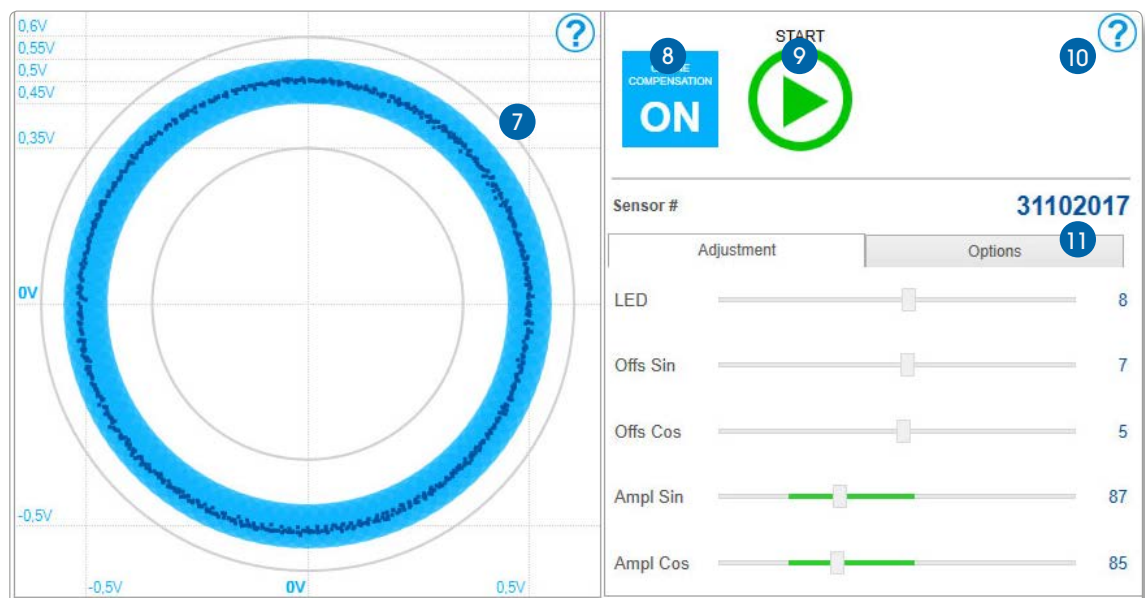 0,6V
0,55V
0,5V
0,45V
0,35V
0V
-0,5V
-0,5V
0V
0,5V
?
7
8
COMPENSATION
ON
START
9
10
?
Sensor #
31102017
11
Adjustment
Options
LED
8
Offs Sin
7
Offs Cos
5
Ampl Sin
87
Ampl Cos
85